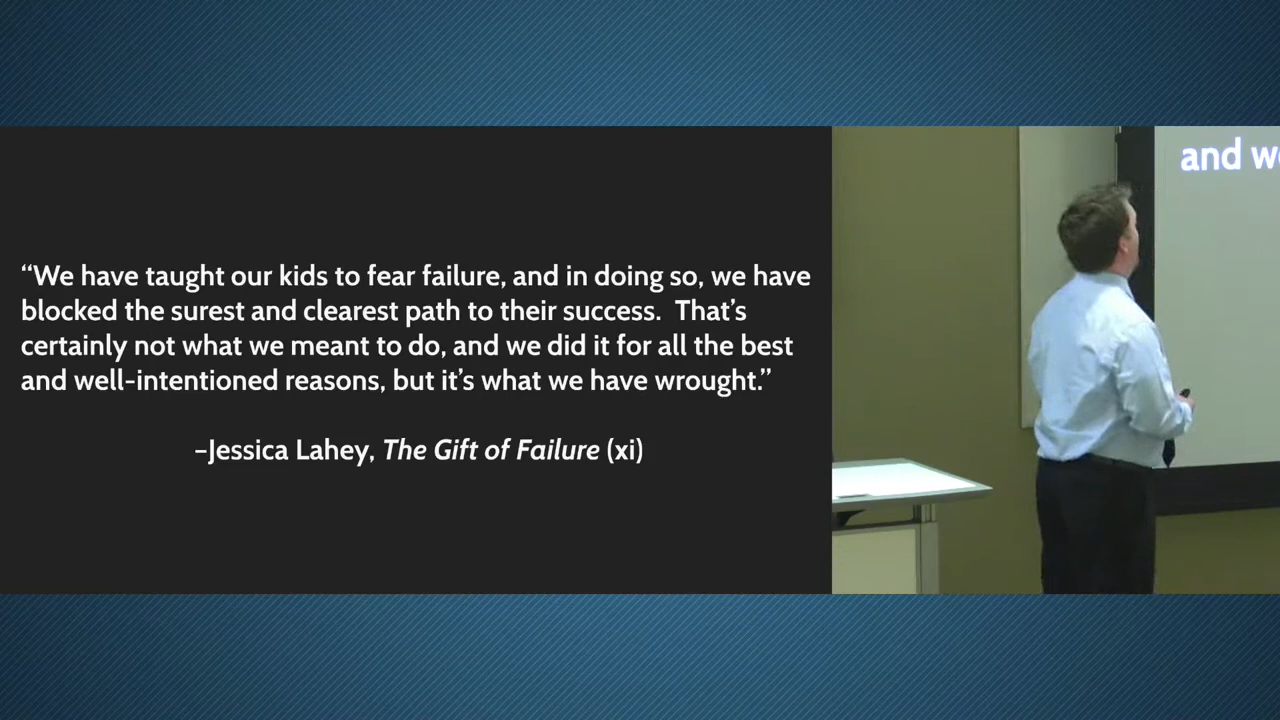 “We have taught our kids to fear failure, and in doing so, we have
blocked the surest and clearest path to their success.  That’s
certainly not what we meant to do, and we did it for all the best
and well-intentioned reasons, but it’s what we have wrought.”
–Jessica Lahey, The Gift of Failure (xi)
and w